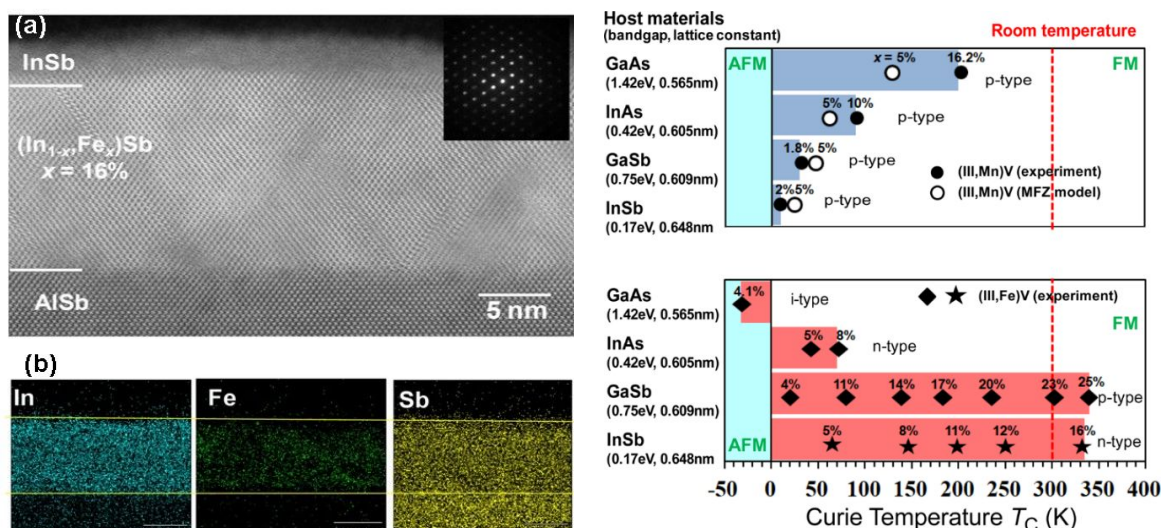 (a)
InSb
(In1-x,Fex)Sb
x = 16%
AlSb
5 nm
(b)
In
Fe
Sb
Host materials
(bandgap, lattice constant)
Room temperature
AFM
FM
GaAs
(1.42eV, 0.565nm)
x = 5%
16.2%
p-type
InAs
(0.42eV, 0.605nm)
5%
10%
p-type
GaSb
(0.75eV, 0.609nm)
1.8% 5%
p-type
InSb
(0.17eV, 0.648nm
2%5%
p-type
(III,Mn)V (experiment)
(III,Mn)V (MFZ model)
GaAs
(1.42eV, 0.565nm)
4.1%
i-type
(III,Fe)V (experiment)
FM
InAs
(0.42eV, 0.605nm)
5%
8%
n-type
GaSb
(0.75eV, 0.609nm)
4%
11%
14%
17%
20%
23%
25%
p-type
InSb
(0.17eV, 0.648nm
AFM
5%
8%
11%
12%
16%
n-type
-50 0 50 100 150 200 250 300 350 400
Curie Temperature TC (K)